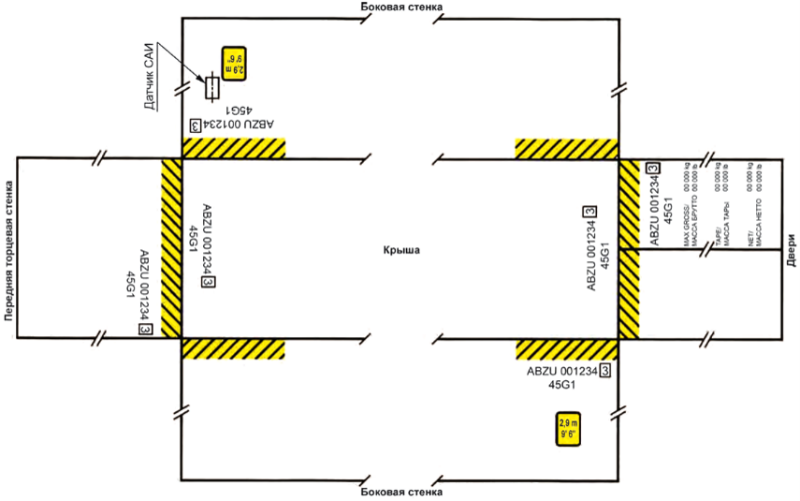 Боковая стенка
Датчик САИ
2,9 m
9' 6"
ABZU 001234 3
45G1
Передняя торцевая стенка
ABZU 001234 3
45G1
ABZU 001234 3
45G1
Крыша
ABZU 001234 3
45G1
ABZU 001234 3
45G1
MAX GROSS/ 00 000 kg
МАССА БРУТТО 00 000 lb
TAPE/ 00 000 kg
МАССА ТАРЫ 00 000 lb
NET/ 00 000 kg
МАССА НЕТТО 00 000 lb
Двери
ABZU 001234 3
45G1
2,9 m
9' 6"
Боковая стенка